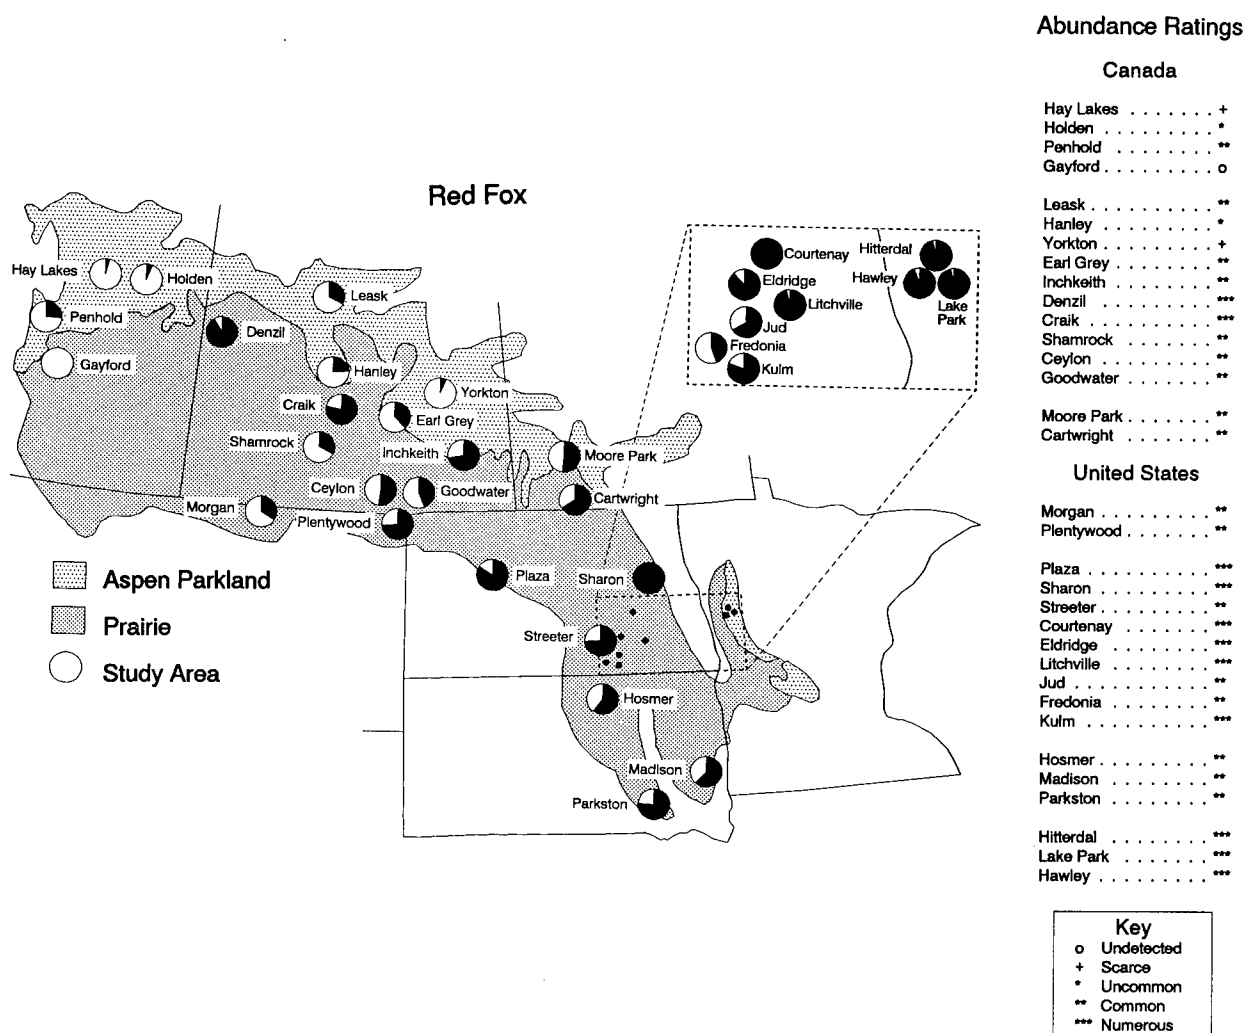 Abundance Ratings
Canada
Hay Lakes . . . . . . . +
Holden . . . . . . . . *
Penhold . . . . . . . . **
Gayford . . . . . . . . o
Leask . . . . . . . . . **
Hanley . . . . . . . . *
Yorkton . . . . . . . . +
Earl Grey . . . . . . . **
Inchkeith . . . . . . . **
Denzil . . . . . . . . ***
Craik . . . . . . . . . ***
Shamrock . . . . . . . **
Ceylon . . . . . . . . **
Goodwater . . . . . . **
Moore Park . . . . . . **
Cartwright . . . . . . **
United States
Morgan . . . . . . . . **
Plentywood . . . . . . **
Plaza . . . . . . . . . ***
Sharon . . . . . . . . ***
Streeter . . . . . . . **
Courtenay . . . . . . ***
Eldridge . . . . . . . ***
Litchville . . . . . . . ***
Jud . . . . . . . . . . **
Fredonia . . . . . . . **
Kulm . . . . . . . . . ***
Hosmer . . . . . . . . **
Madison . . . . . . . **
Parkston . . . . . . . **
Hitterdal . . . . . . . ***
Lake Park . . . . . . ***
Hawley . . . . . . . . ***
Key
o Undetected
+ Scarce
* Uncommon
** Common
*** Numerous
Red Fox
Courtenay
Hitterdal
Eldridge
Hawley
Litchville
Lake
Park
Jud
Fredonia
Kulm
Hay Lakes
Holden
Leask
Penhold
Denzil
Gayford
Hanley
Yorkton
Craik
Earl Grey
Shamrock
Inchkeith
Moore Park
Ceylon
Goodwater
Cartwright
Morgan
Plentywood
Plaza
Sharon
Streeter
Hosmer
Madison
Parkston
Aspen Parkland
Prairie
Study Area